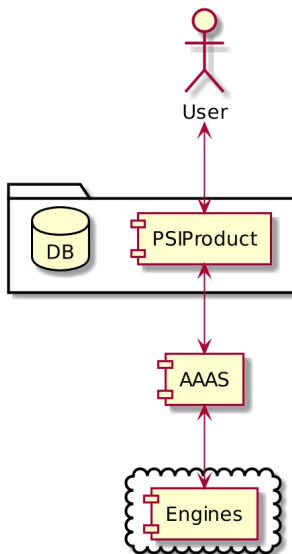 User
DB
PSIProduct
AAAS
Engines